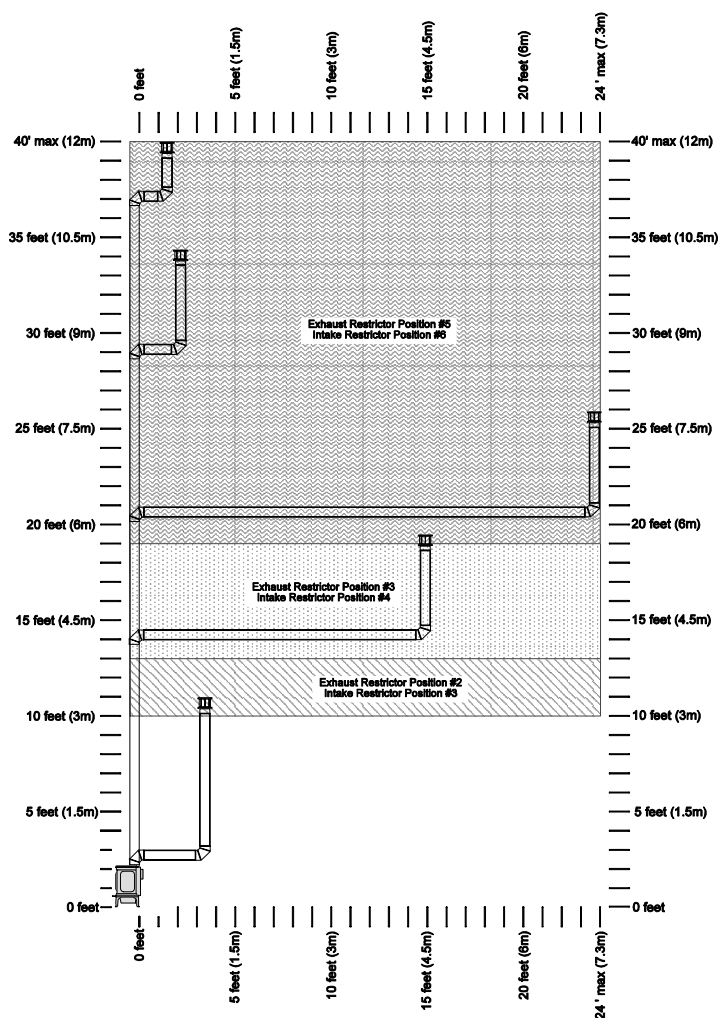 0 feet
5 feet (1.5m)
10 feet (3m)
15 feet (4.5m)
20 feet (6m)
24 ' max (7.3m)
40' max (12m)
40' max (12m)
35 feet (10.5m)
35 feet (10.5m)
30 feet (9m)
Exhaust Restrictor Position #5
Intake Restrictor Position #6
30 feet (9m)
25 feet (7.5m)
25 feet (7.5m)
20 feet (6m)
20 feet (6m)
Exhaust Restrictor Position #3
Intake Restrictor Position #4
15 feet (4.5m)
15 feet (4.5m)
Exhaust Restrictor Position #2
Intake Restrictor Position #3
10 feet (3m)
10 feet (3m)
5 feet (1.5m)
5 feet (1.5m)
0 feet
0 feet
0 feet
5 feet (1.5m)
10 feet (3m)
15 feet (4.5m)
20 feet (6m)
24 ' max (7.3m)